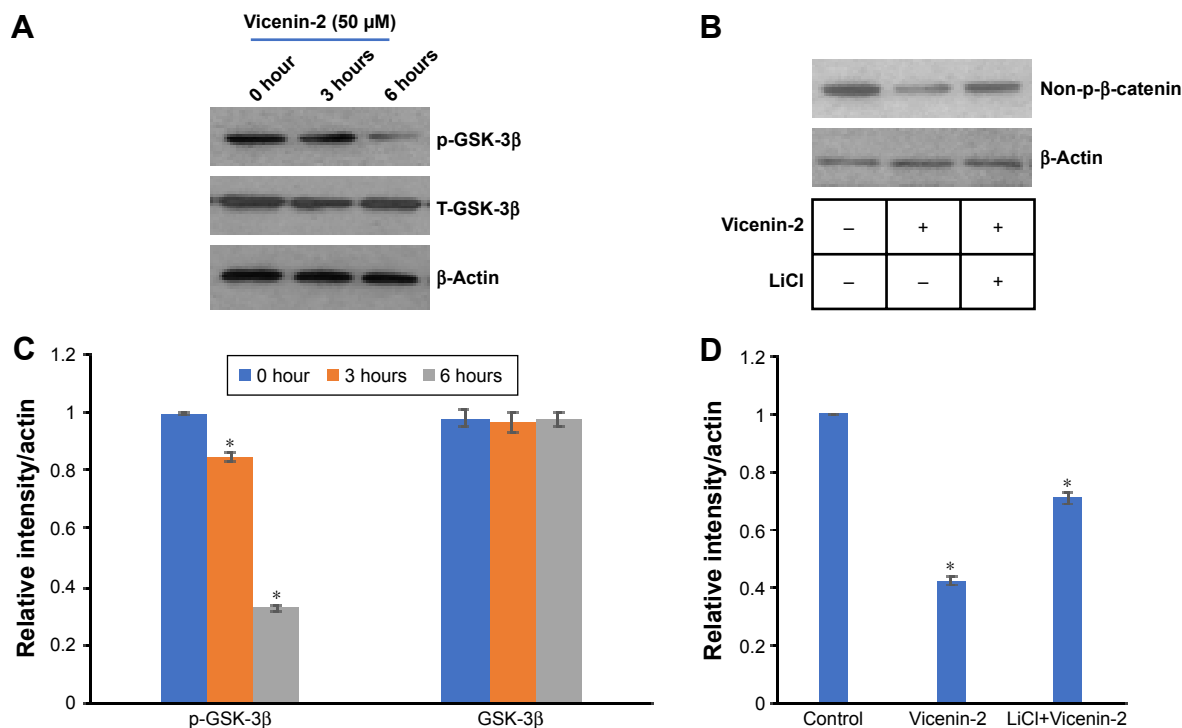 A
Vicenin-2 (50 µM)
0 hour
3 hours
6 hours
p-GSK-3β
T-GSK-3β
β-Actin
B
Non-p-β-catenin
β-Actin
Vicenin-2 – + +
LiCl – – +
C
Relative intensity/actin
1.2
1
0.8
0.6
0.4
0.2
0
0 hour 3 hours 6 hours
*
*
p-GSK-3β GSK-3β
D
Relative intensity/actin
1.2
1
0.8
0.6
0.4
0.2
0
*
*
Control Vicenin-2 LiCl+Vicenin-2